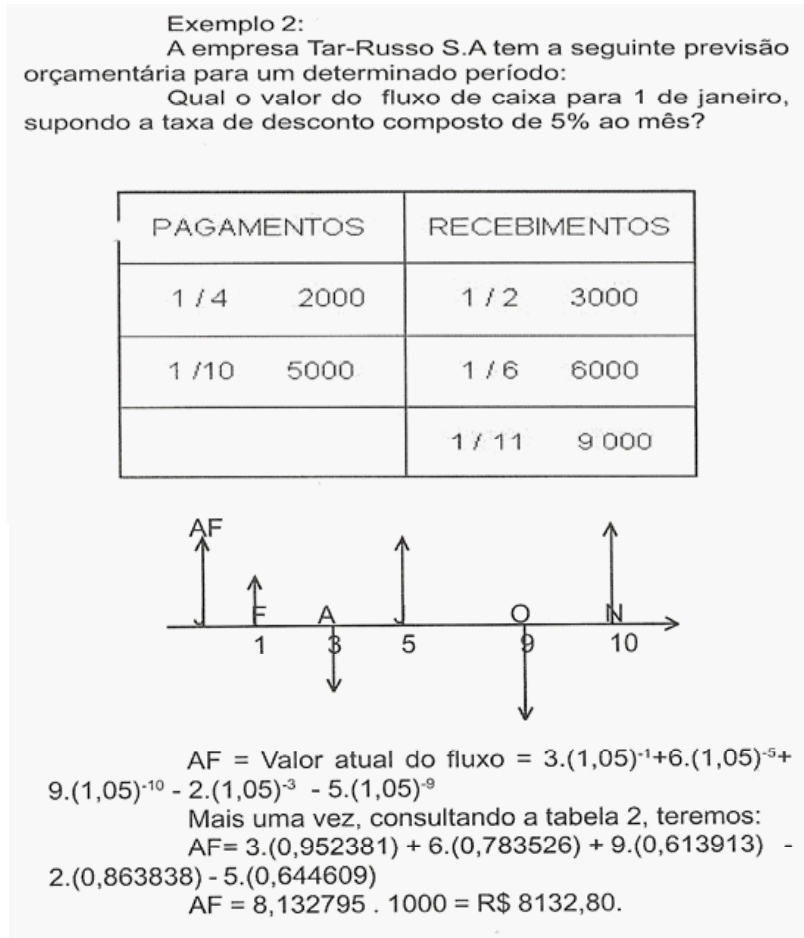 Exemplo 2:
A empresa Tar-Russo S.A tem a seguinte previsão
orçamentária para um determinado período:
Qual o valor do fluxo de caixa para 1 de janeiro,
supondo a taxa de desconto composto de 5% ao mês?
PAGAMENTOS RECEBIMENTOS
1 / 4 2000 1 / 2 3000
1 /10 5000 1 / 6 6000
1 / 11 9 000
AF
J F A J O N
1 3 5 9 10
AF = Valor atual do fluxo = 3.(1,05)⁻¹+6.(1,05)⁻⁵+
9.(1,05)⁻¹⁰ - 2.(1,05)⁻³ - 5.(1,05)⁻⁹
Mais uma vez, consultando a tabela 2, teremos:
AF= 3.(0,952381) + 6.(0,783526) + 9.(0,613913) -
2.(0,863838) - 5.(0,644609)
AF = 8,132795 . 1000 = R$ 8132,80.